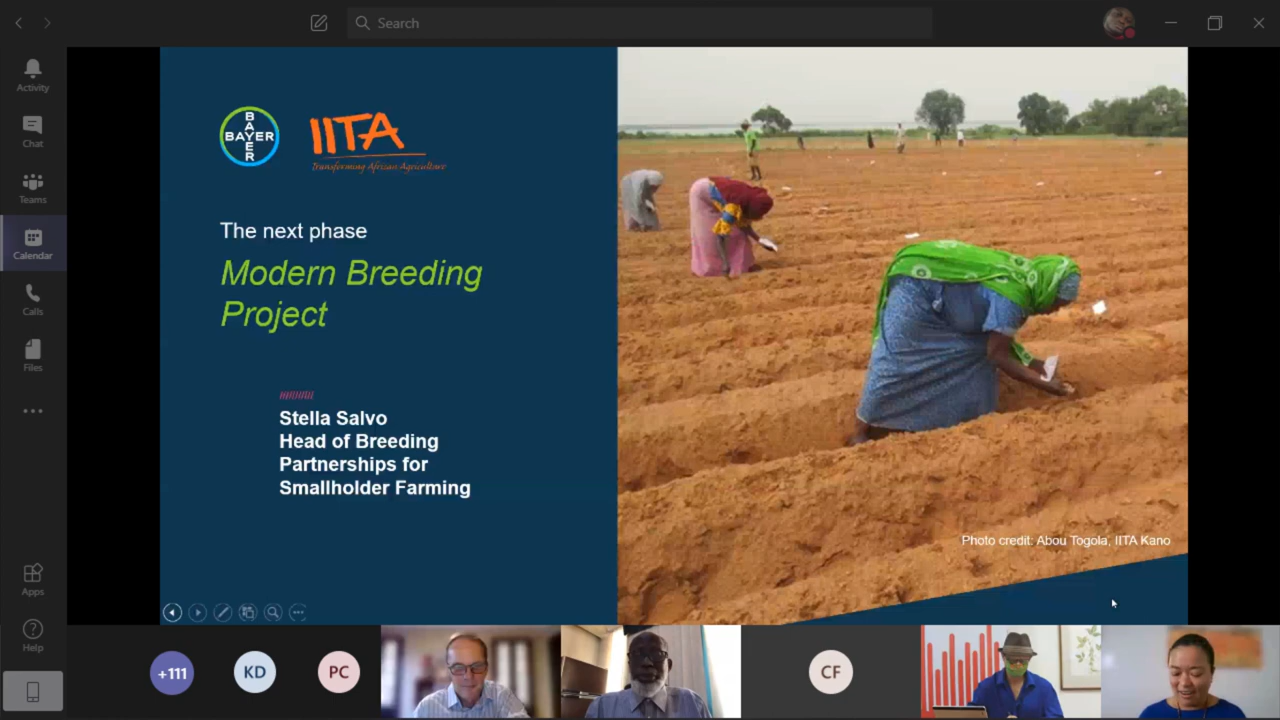 Search
Activity
Chat
Teams
Calendar
Calls
Files
Apps
Help
BAYER
BAYER
IITA
Transforming African Agriculture
The next phase
Modern Breeding
Project
Stella Salvo
Head of Breeding
Partnerships for
Smallholder Farming
Photo credit: Abou Togola, IITA Kano
+111
KD
PC
CF